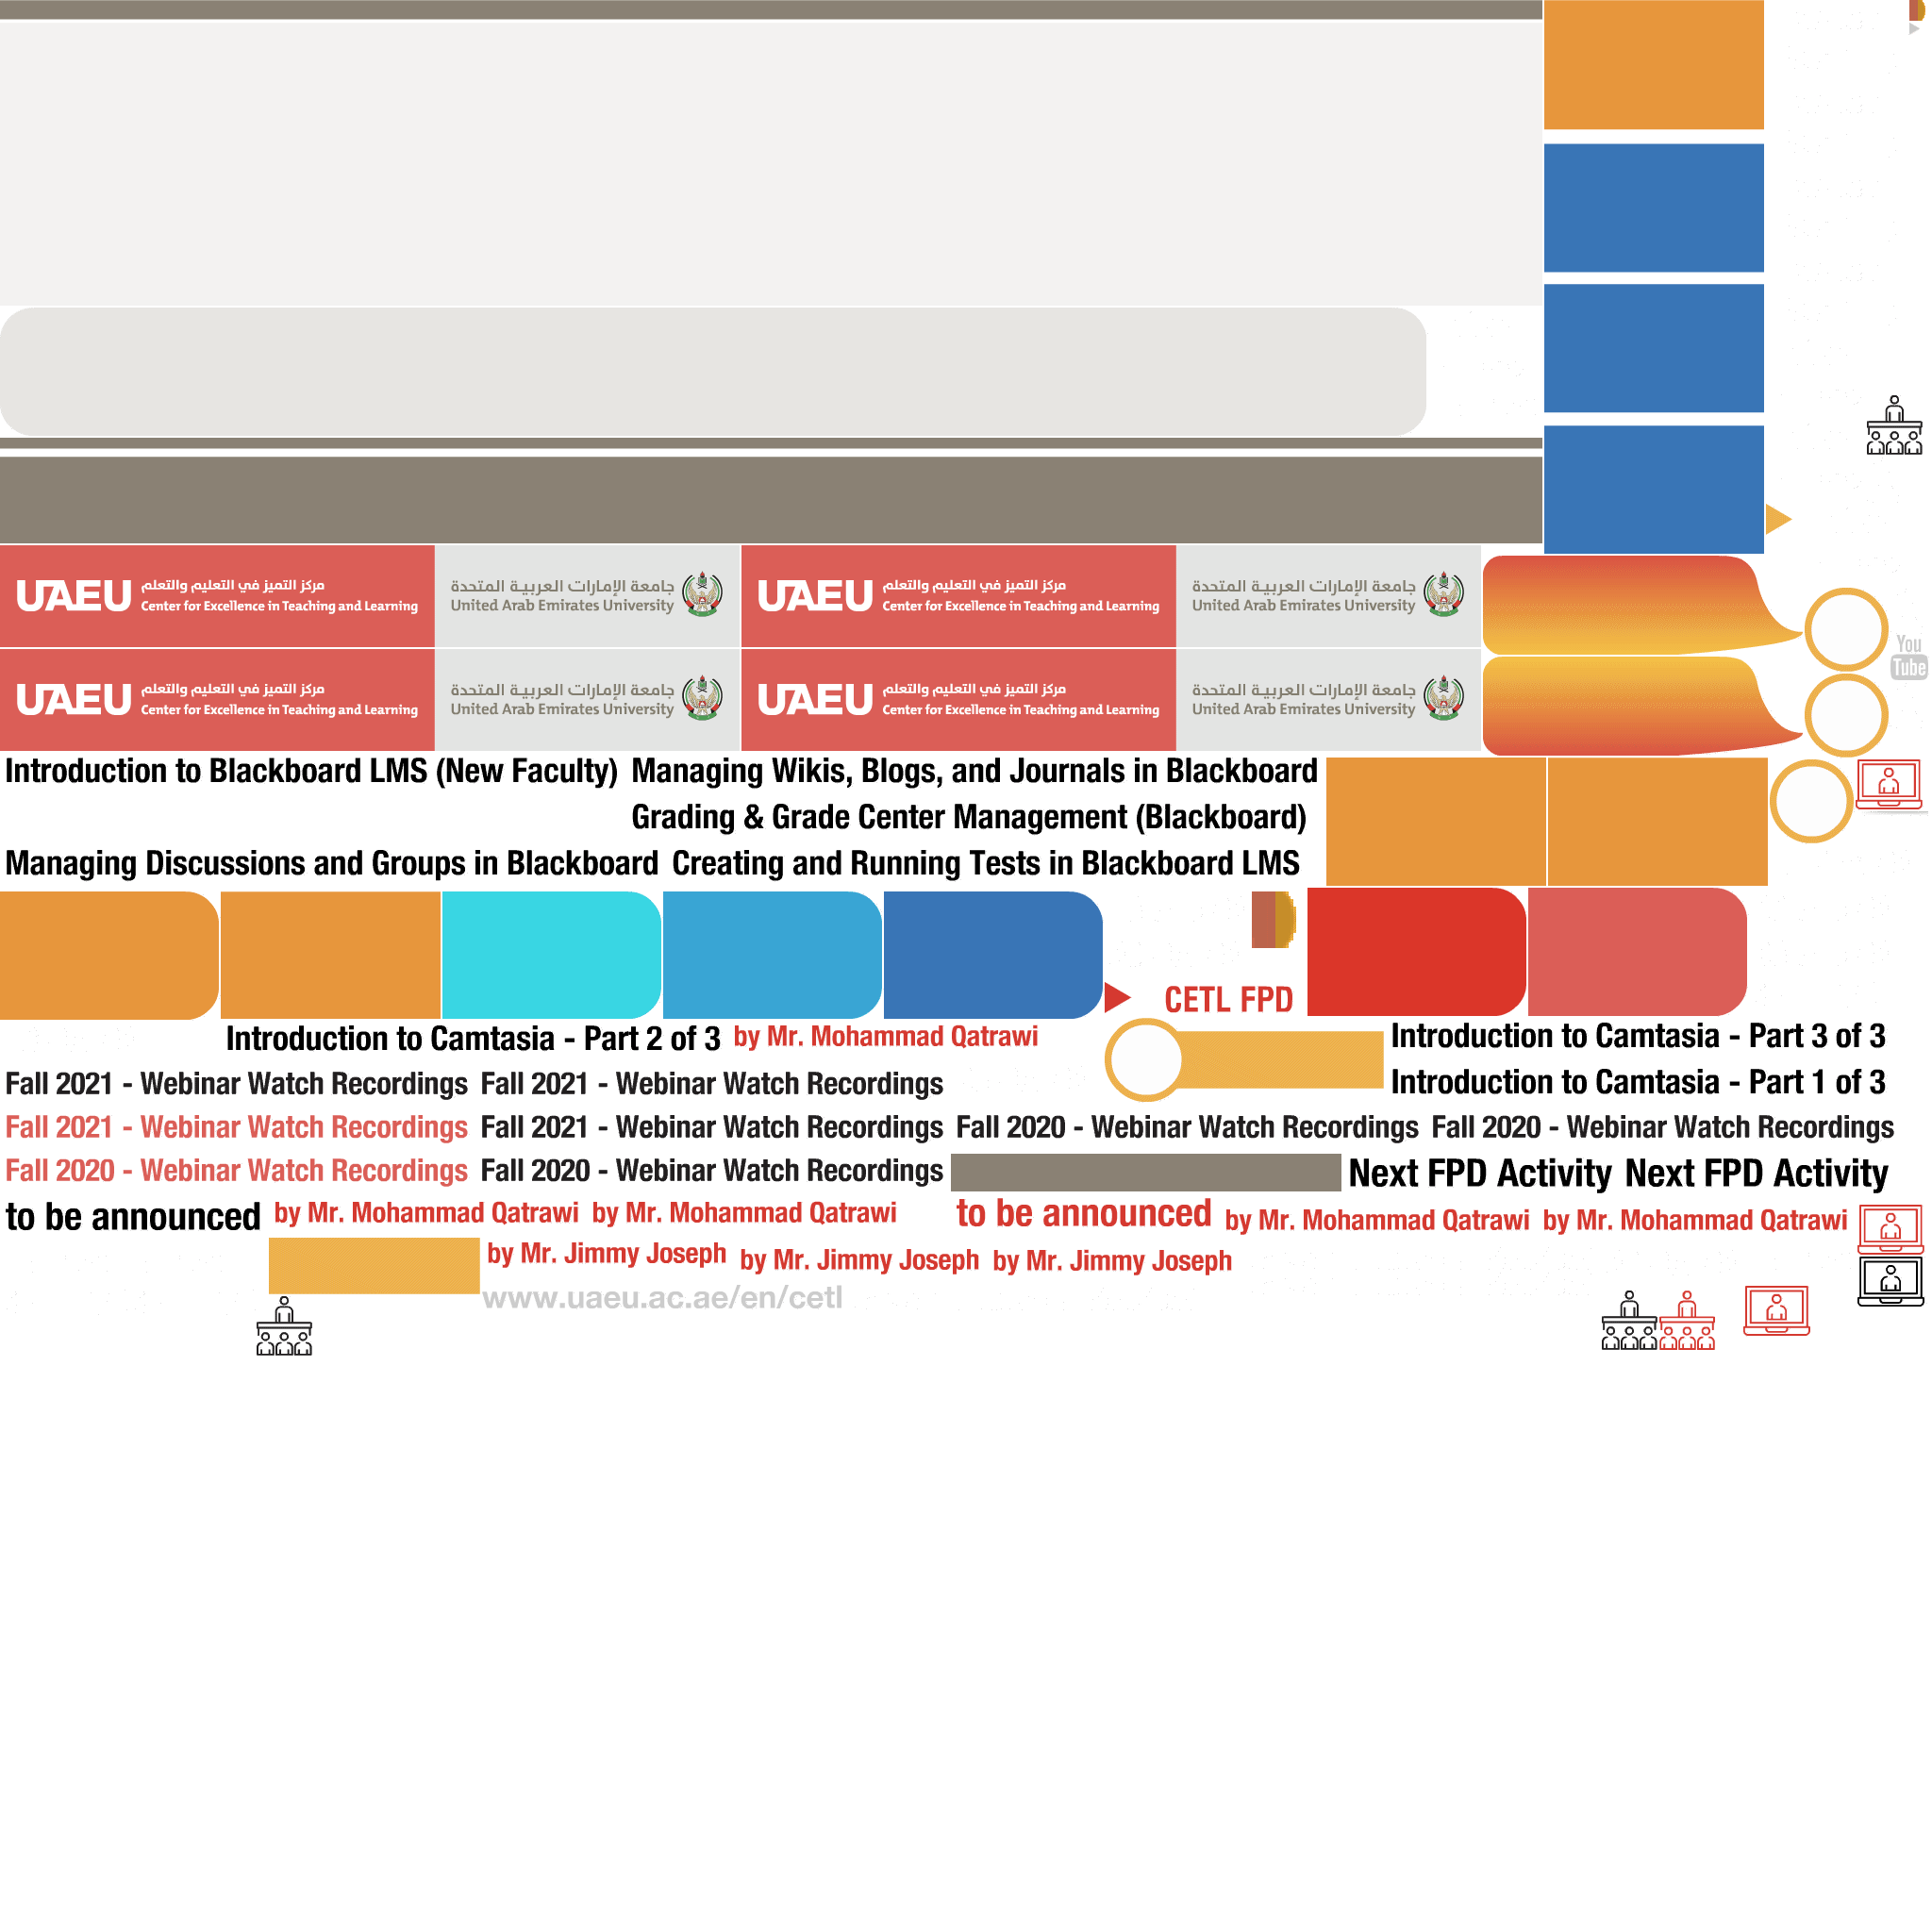 UAEU مركز التميز في التعليم والتعلم جامعة الإمارات العربية المتحدة UAEU مركز التميز في التعليم والتعلم جامعة الإمارات العربية المتحدة
Center for Excellence in Teaching and Learning United Arab Emirates University Center for Excellence in Teaching and Learning United Arab Emirates University
You
Tube
UAEU مركز التميز في التعليم والتعلم جامعة الإمارات العربية المتحدة UAEU مركز التميز في التعليم والتعلم جامعة الإمارات العربية المتحدة
Center for Excellence in Teaching and Learning United Arab Emirates University Center for Excellence in Teaching and Learning United Arab Emirates University
Introduction to Blackboard LMS (New Faculty) Managing Wikis, Blogs, and Journals in Blackboard
Grading & Grade Center Management (Blackboard)
Managing Discussions and Groups in Blackboard Creating and Running Tests in Blackboard LMS
CETL FPD
Introduction to Camtasia - Part 2 of 3 by Mr. Mohammad Qatrawi Introduction to Camtasia - Part 3 of 3
Fall 2021 - Webinar Watch Recordings Fall 2021 - Webinar Watch Recordings Introduction to Camtasia - Part 1 of 3
Fall 2021 - Webinar Watch Recordings Fall 2021 - Webinar Watch Recordings Fall 2020 - Webinar Watch Recordings Fall 2020 - Webinar Watch Recordings
Fall 2020 - Webinar Watch Recordings Fall 2020 - Webinar Watch Recordings Next FPD Activity Next FPD Activity
to be announced by Mr. Mohammad Qatrawi by Mr. Mohammad Qatrawi to be announced by Mr. Mohammad Qatrawi by Mr. Mohammad Qatrawi
by Mr. Jimmy Joseph by Mr. Jimmy Joseph by Mr. Jimmy Joseph
www.uaeu.ac.ae/en/cetl